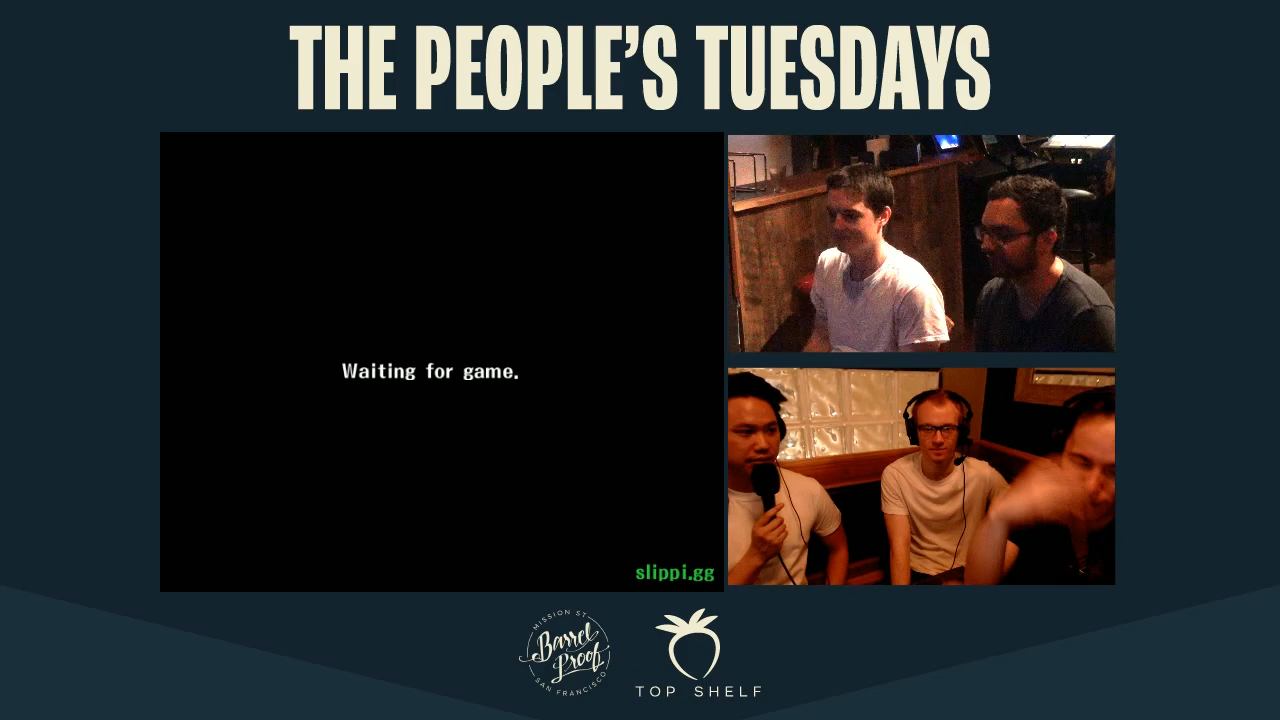 THE PEOPLE'S TUESDAYS
Waiting for game.
slippi.gg
MISSION ST.
Barrel
Proof
SAN FRANCISCO
TOP SHELF